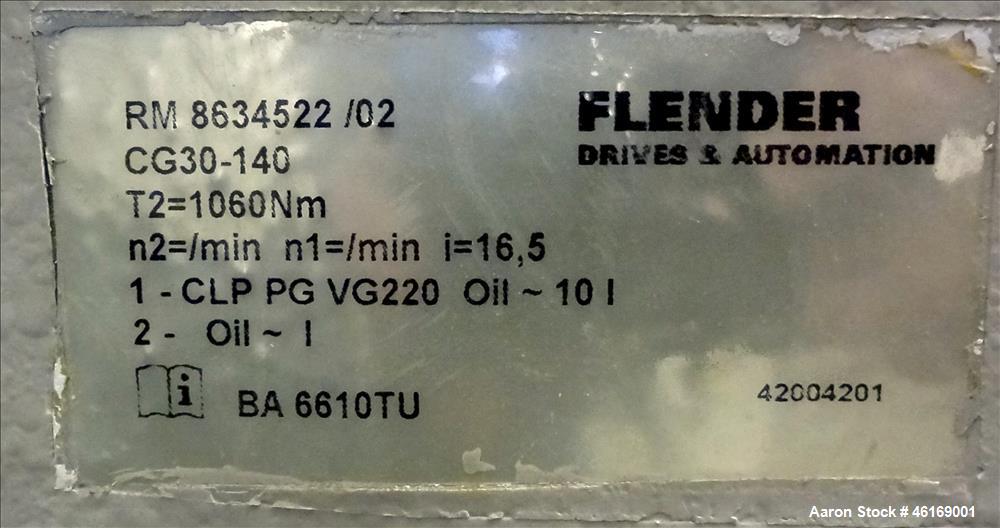 RM 8634522 /02
CG30-140
T2=1060Nm
n2=/min n1=/min i=16,5
1 - CLP PG VG220 Oil ~ 10 l
2 - Oil ~ l
i BA 6610TU
FLENDER
DRIVES & AUTOMATION
42004201
Aaron Stock # 46169001